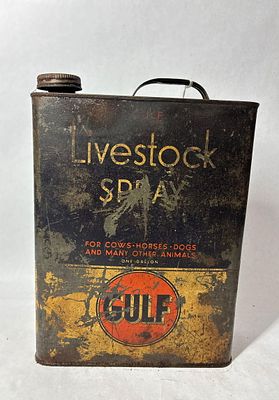 Livestock
SPRAY
FOR COWS·HORSES·DOGS
AND MANY OTHER ANIMALS
ONE GALLON
GULF